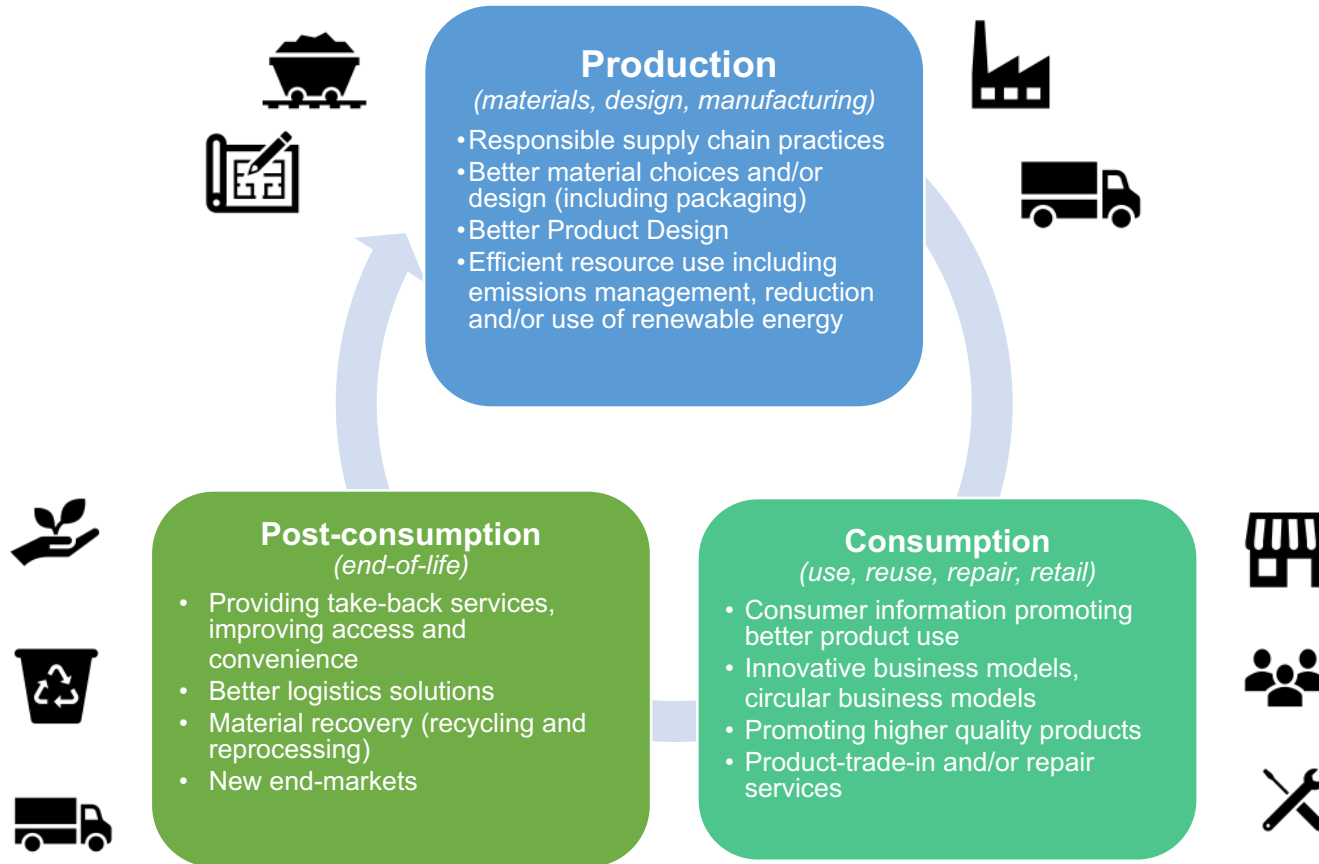 Production
(materials, design, manufacturing)
•Responsible supply chain practices
•Better material choices and/or
design (including packaging)
•Better Product Design
•Efficient resource use including
emissions management, reduction
and/or use of renewable energy
Post-consumption
(end-of-life)
• Providing take-back services,
improving access and
convenience
• Better logistics solutions
• Material recovery (recycling and
reprocessing)
• New end-markets
Consumption
(use, reuse, repair, retail)
• Consumer information promoting
better product use
• Innovative business models,
circular business models
• Promoting higher quality products
• Product-trade-in and/or repair
services